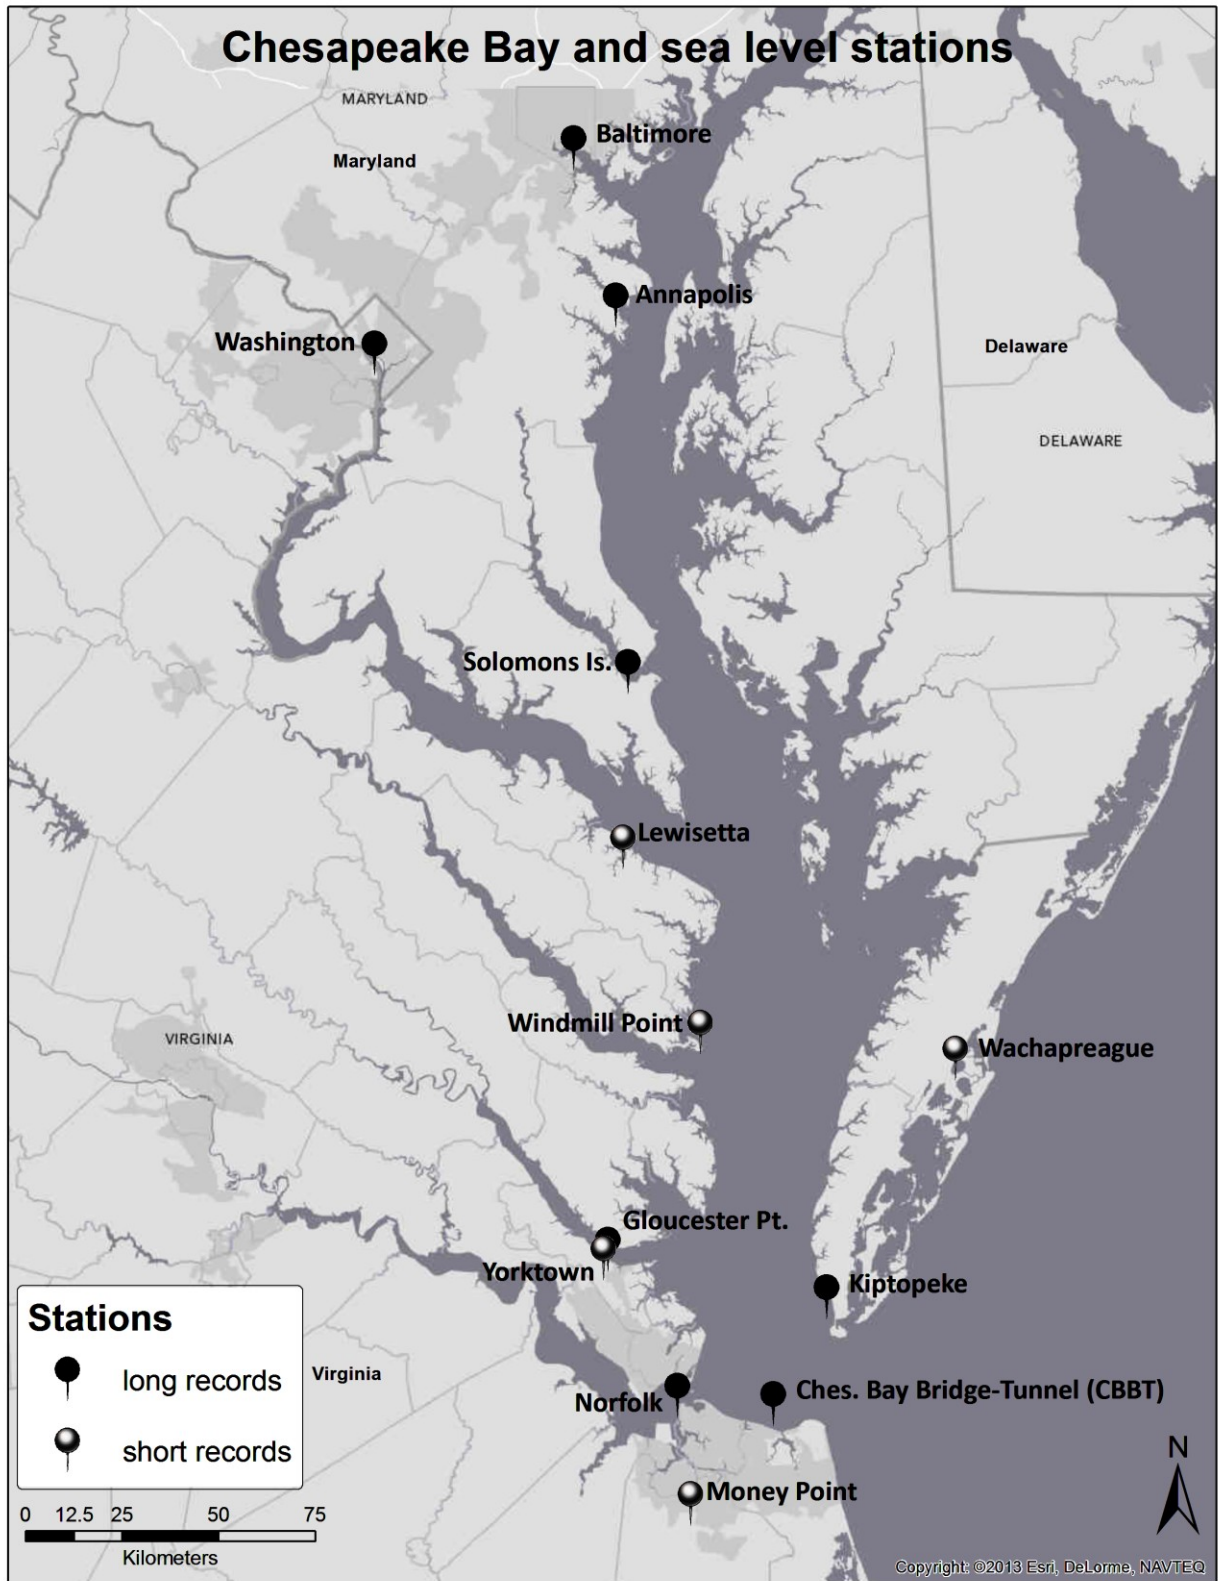 Chesapeake Bay and sea level stations
MARYLAND
Baltimore
Maryland
Annapolis
Washington
Delaware
DELAWARE
Solomons Is.
Lewisetta
Windmill Point
VIRGINIA
Wachapreague
Gloucester Pt.
Yorktown
Kiptopeke
Stations
long records
Virginia
Norfolk
Ches. Bay Bridge-Tunnel (CBBT)
short records
Money Point
N
0 12.5 25 50 75
Kilometers
Copyright: ©2013 Esri, DeLorme, NAVTEQ